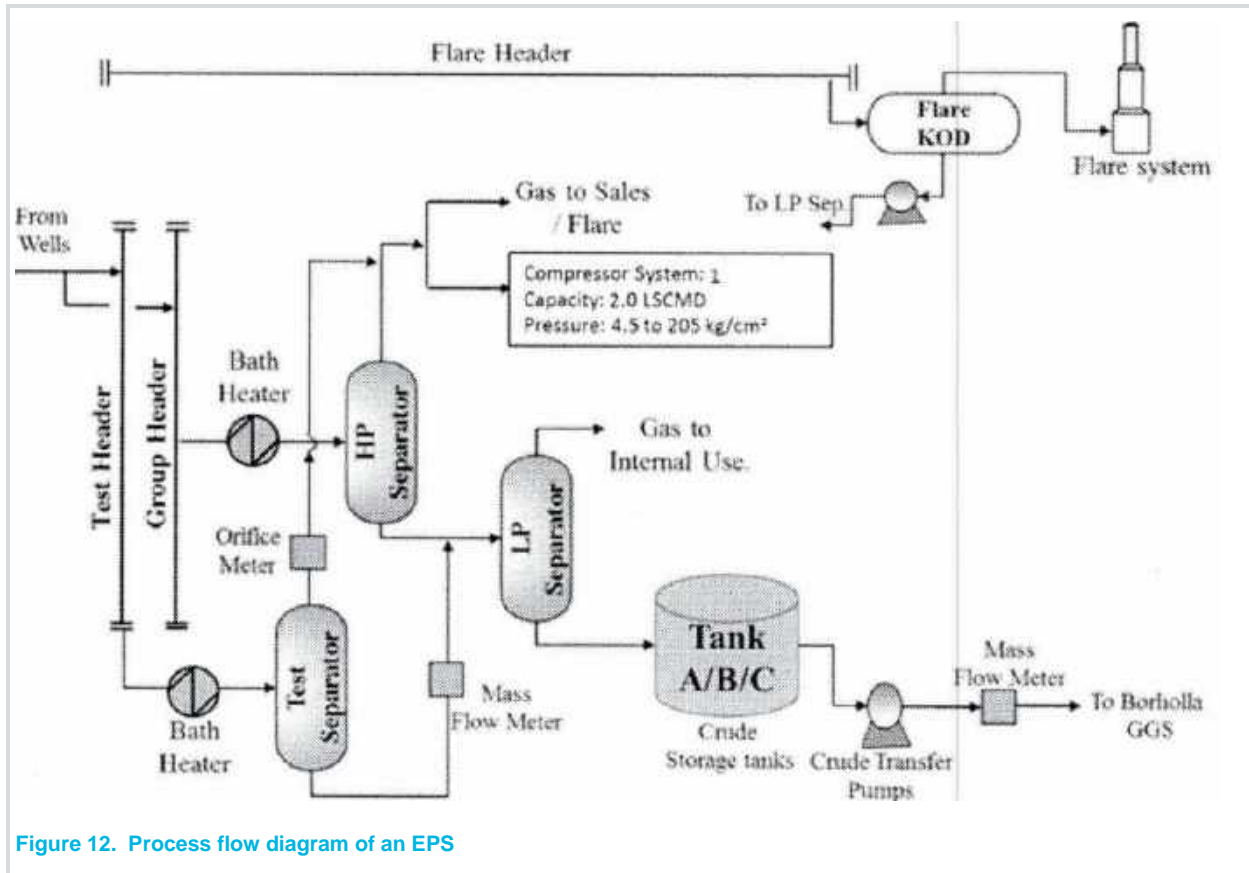 Flare Header
Flare
KOD
Flare system
Gas to Sales
/ Flare
To LP Sep.
From
Wells
Compressor System: 1
Capacity: 2.0 LSCMD
Pressure: 4.5 to 205 kg/cm²
Bath
Heater
Test Header
Group Header
HP
Separator
Gas to
Internal Use.
LP
Separator
Orifice
Meter
Test
Separator
Mass
Flow Meter
Bath
Heater
Tank
A/B/C
Crude
Storage tanks
Crude Transfer
Pumps
Mass
Flow Meter
To Borholla
GGS
Figure 12. Process flow diagram of an EPS